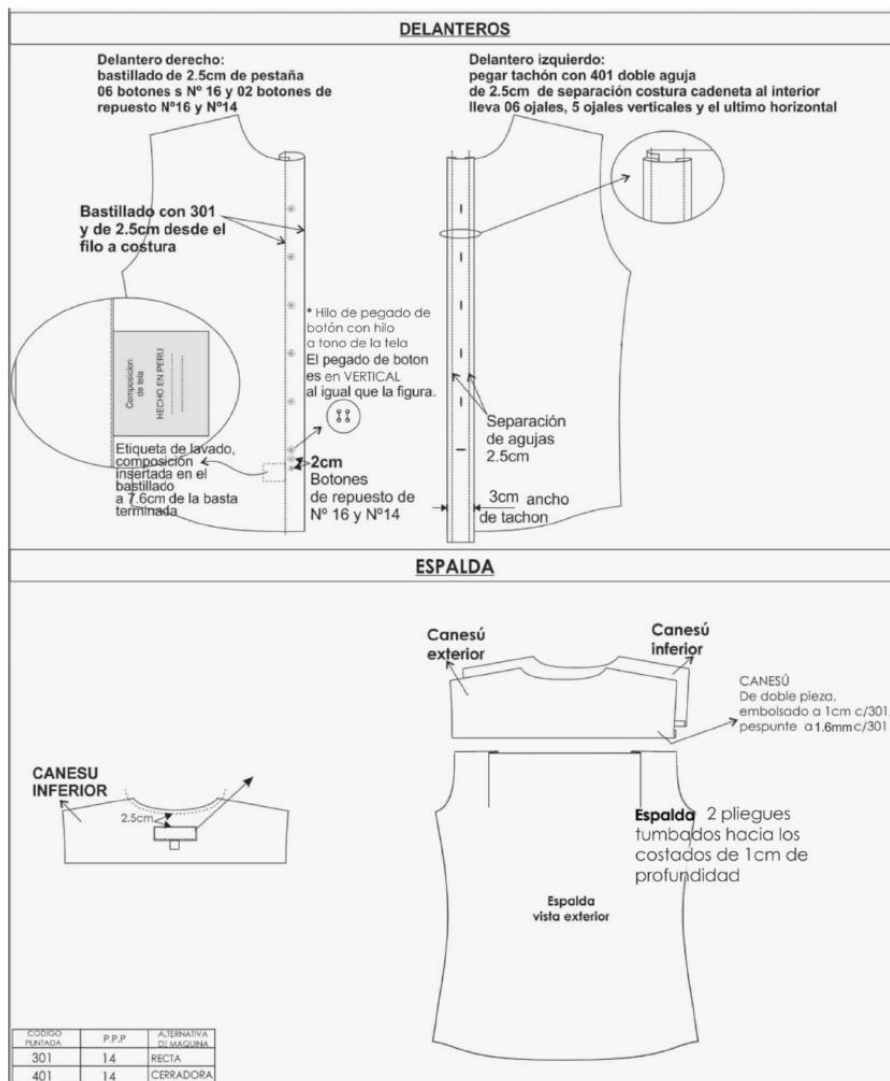 DELANTEROS
Delantero derecho:
bastillado de 2.5cm de pestaña
06 botones s Nº 16 y 02 botones de
repuesto Nº16 y Nº14
Delantero izquierdo:
pegar tachón con 401 doble aguja
de 2.5cm de separación costura cadeneta al interior
lleva 06 ojales, 5 ojales verticales y el ultimo horizontal
Bastillado con 301
y de 2.5cm desde el
filo a costura
* Hilo de pegado de
botón con hilo
a tono de la tela
El pegado de boton
es en VERTICAL
al igual que la figura.
Composicion
de tela
HECHO EN PERU
Etiqueta de lavado,
composición
insertada en el
bastillado
a 7.6cm de la basta
terminada
2cm
Botones
de repuesto de
Nº 16 y Nº14
Separación
de agujas
2.5cm
3cm ancho
de tachon
ESPALDA
Canesú
exterior
Canesú
inferior
CANESÚ
De doble pieza,
embolsado a 1cm c/301,
pespunte a 1.6mm c/301
CANESU
INFERIOR
2.5cm
Espalda 2 pliegues
tumbados hacia los
costados de 1cm de
profundidad
Espalda
vista exterior
CODIGO PUNTADA P.P.P ALTERNATIVA DE MAQUINA
301 14 RECTA
401 14 CERRADORA